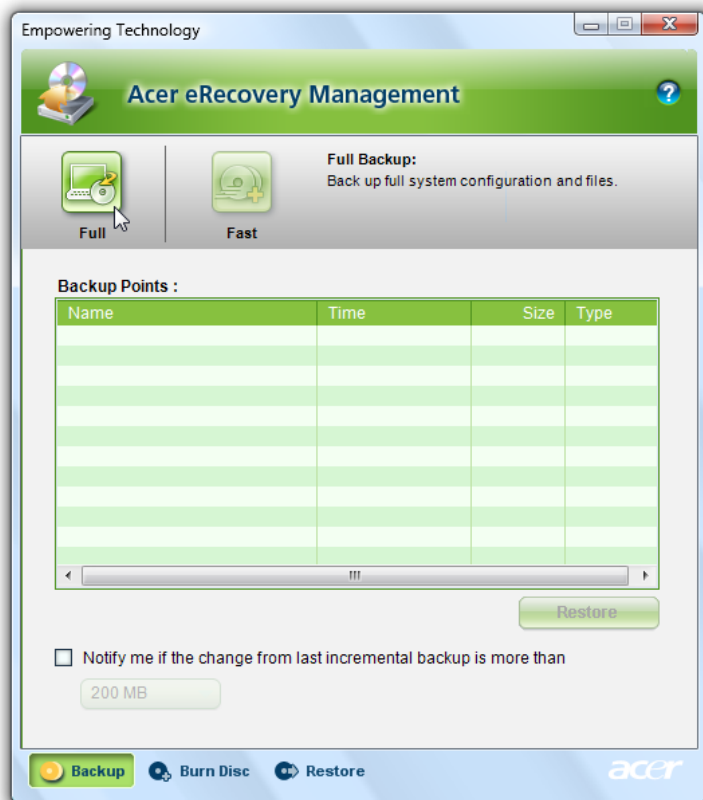 Empowering Technology
Acer eRecovery Management
?
Full Backup:
Back up full system configuration and files.
Full
Fast
Backup Points :
Name Time Size Type
Restore
Notify me if the change from last incremental backup is more than
200 MB
Backup Burn Disc Restore
acer